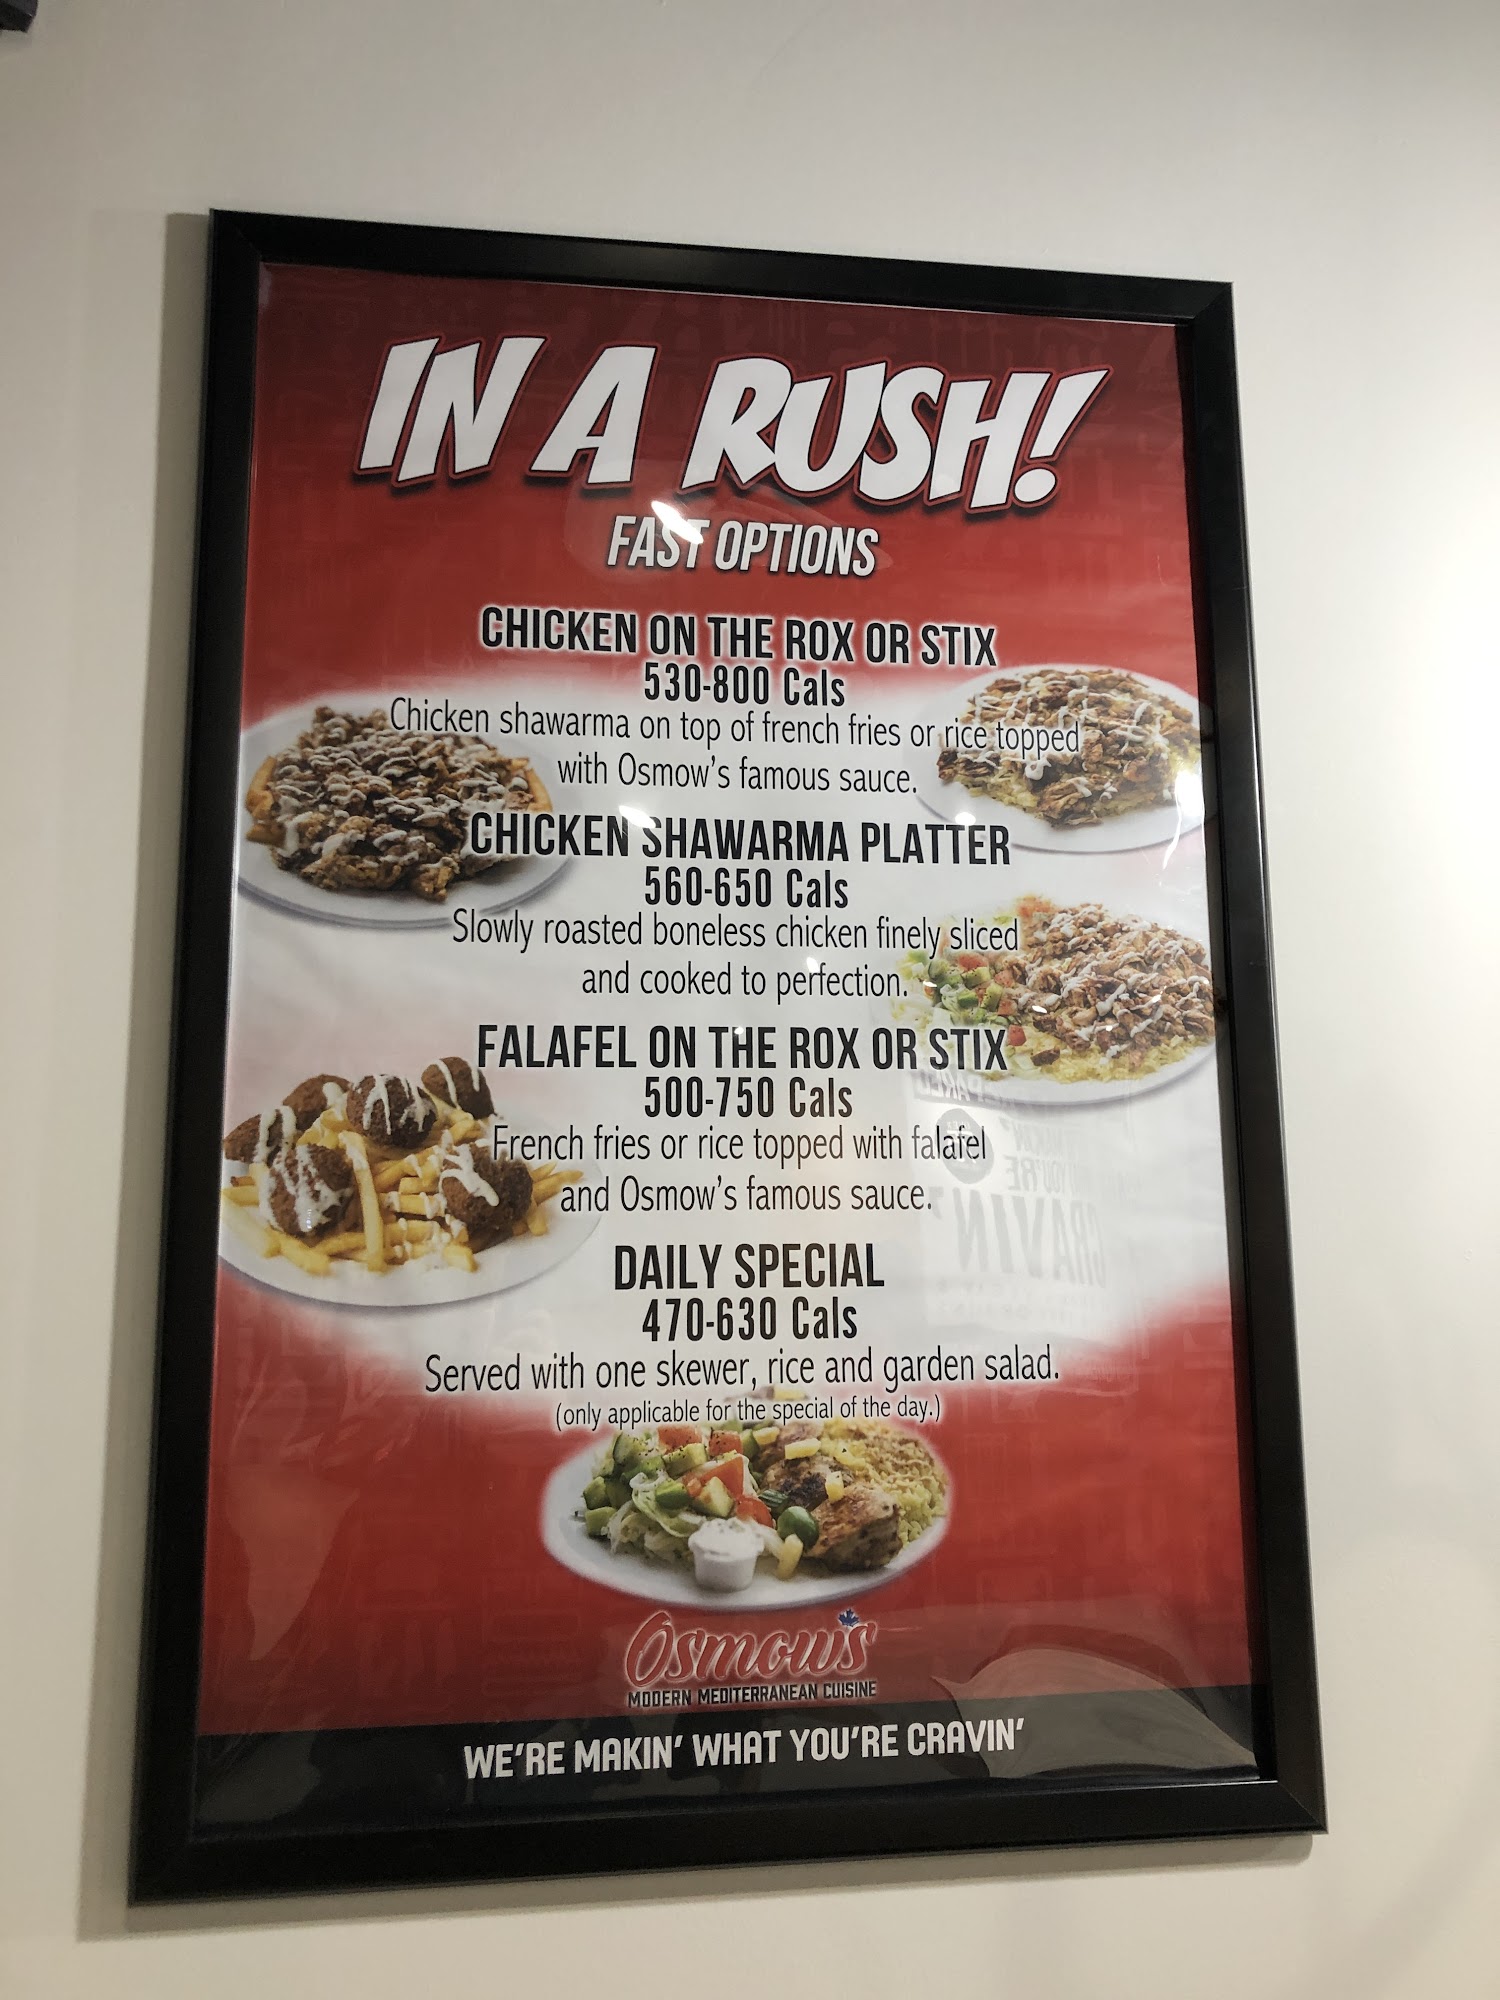 IN A RUSH!
FAST OPTIONS
CHICKEN ON THE ROX OR STIX
530-800 Cals
Chicken shawarma on top of french fries or rice topped
with Osmow's famous sauce.
CHICKEN SHAWARMA PLATTER
560-650 Cals
Slowly roasted boneless chicken finely sliced
and cooked to perfection.
FALAFEL ON THE ROX OR STIX
500-750 Cals
French fries or rice topped with falafel
and Osmow's famous sauce.
DAILY SPECIAL
470-630 Cals
Served with one skewer, rice and garden salad.
(only applicable for the special of the day.)
Osmow's
MODERN MEDITERRANEAN CUISINE
WE'RE MAKIN' WHAT YOU'RE CRAVIN'